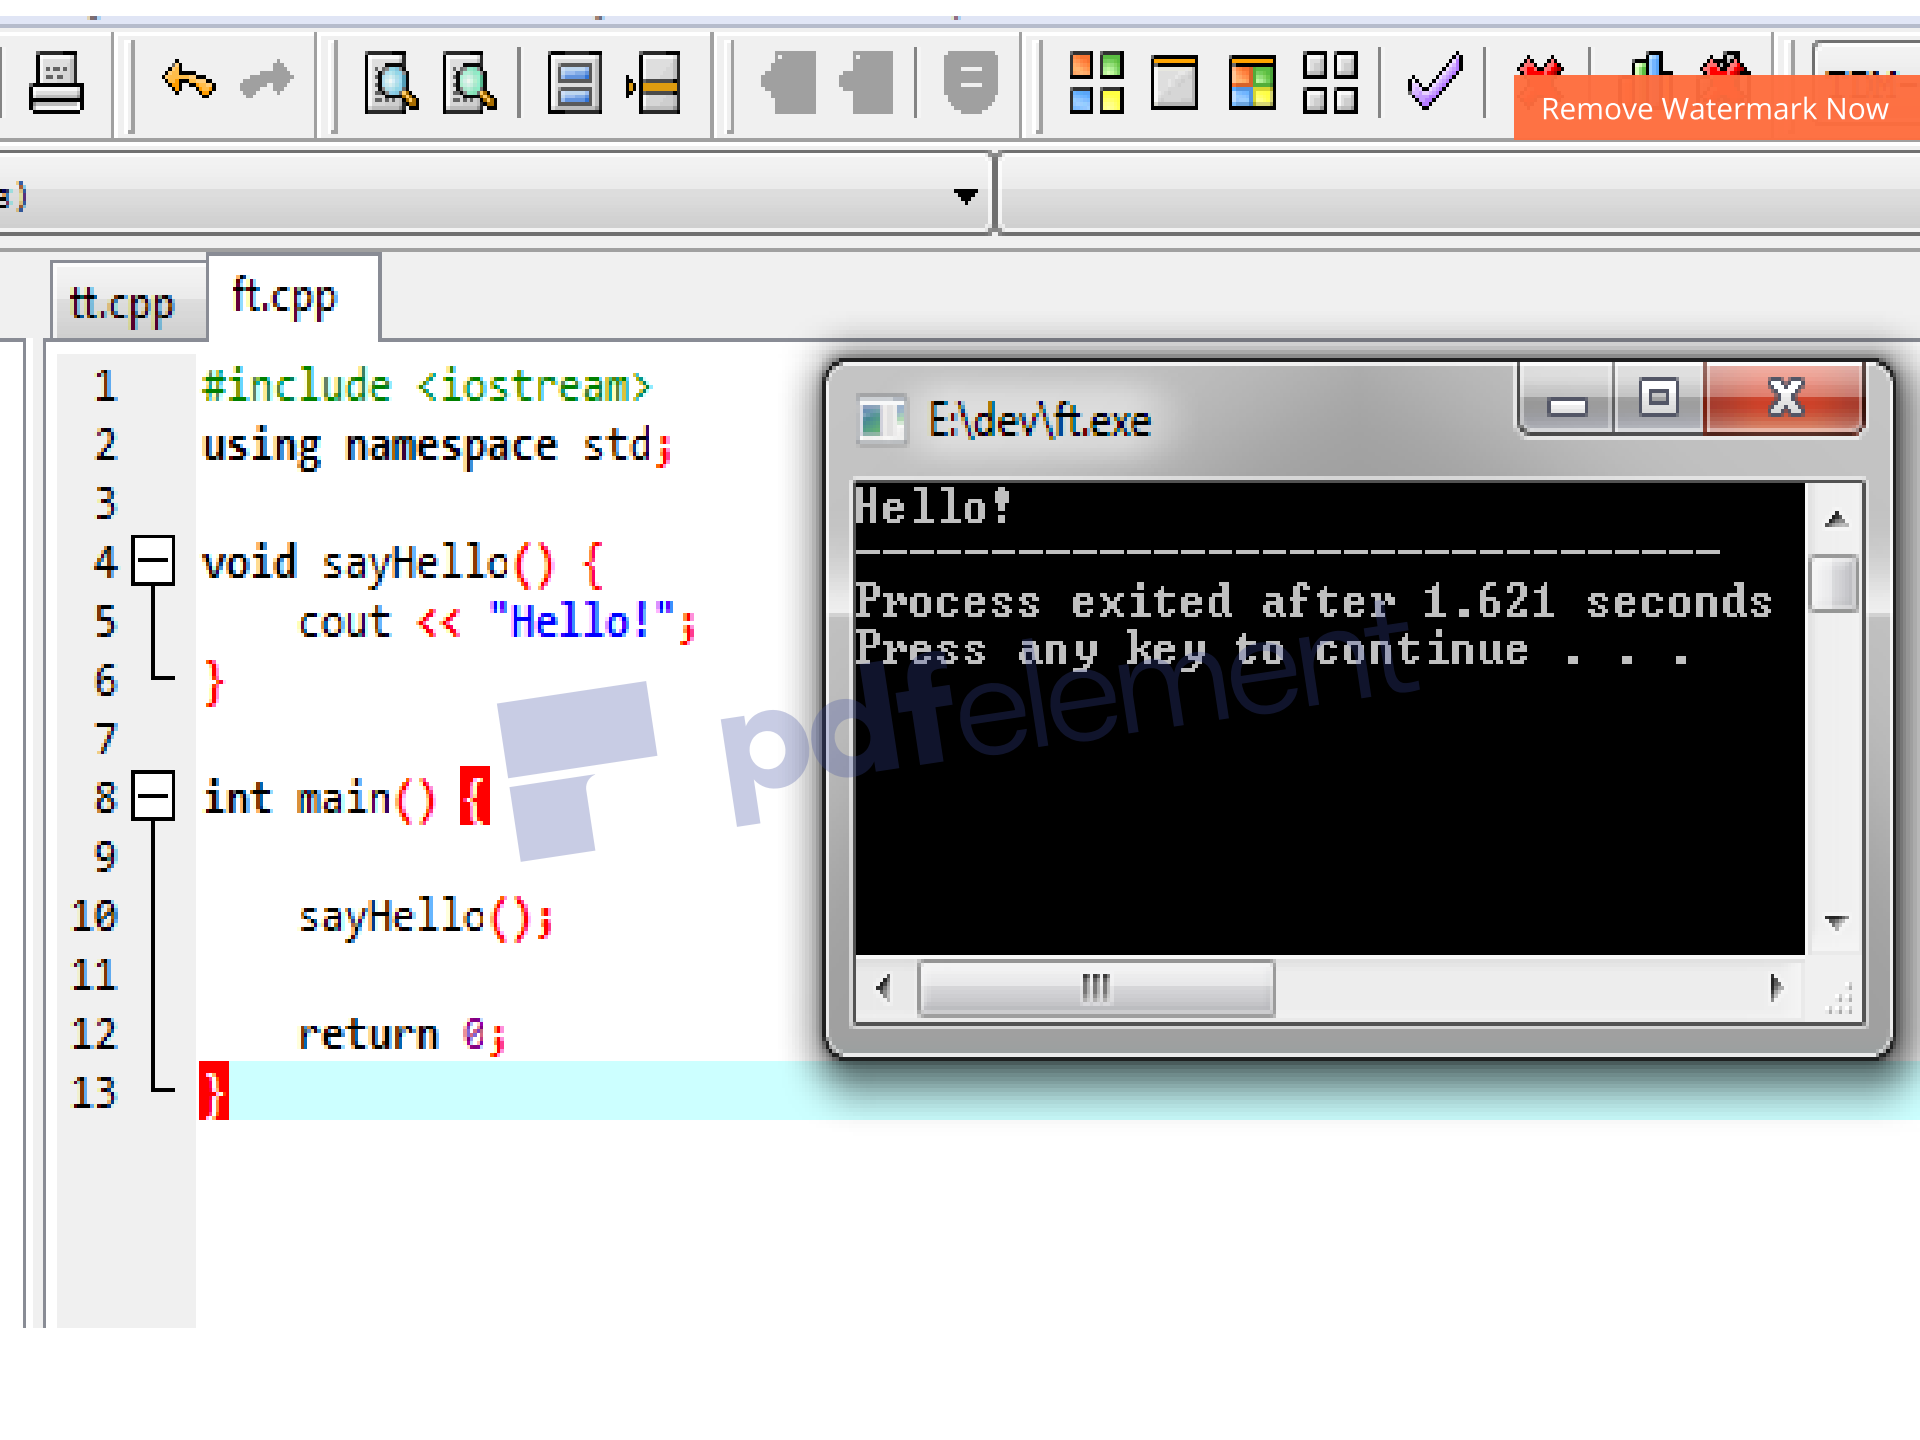 Remove Watermark Now
tt.cpp
ft.cpp
1 #include <iostream>
2 using namespace std;
3
4 void sayHello() {
5 cout << "Hello!";
6 }
7
8 int main() {
9
10 sayHello();
11
12 return 0;
13 }
E:\dev\ft.exe
Hello!
--------------------------------
Process exited after 1.621 seconds
Press any key to continue . . .
pdfelement